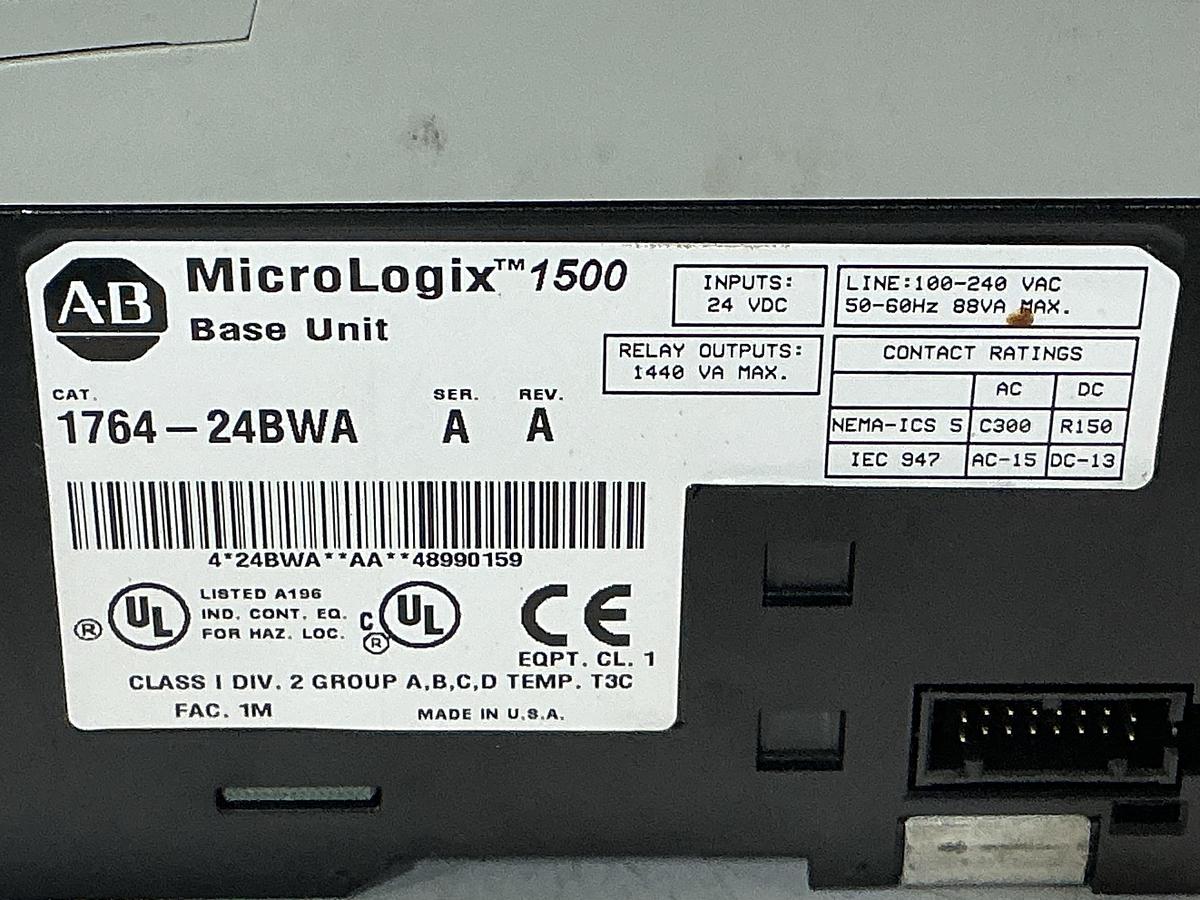 A-B
MicroLogix™ 1500
Base Unit
INPUTS:
24 VDC
LINE:100-240 VAC
50-60Hz 88VA MAX.
RELAY OUTPUTS:
1440 VA MAX.
CONTACT RATINGS
AC DC
NEMA-ICS 5 C300 R150
IEC 947 AC-15 DC-13
CAT. SER. REV.
1764-24BWA A A
4*24BWA**AA**48990159
® UL
LISTED A196
IND. CONT. EQ.
FOR HAZ. LOC.
C UL ®
CE
EQPT. CL. 1
CLASS I DIV. 2 GROUP A,B,C,D TEMP. T3C
FAC. 1M MADE IN U.S.A.